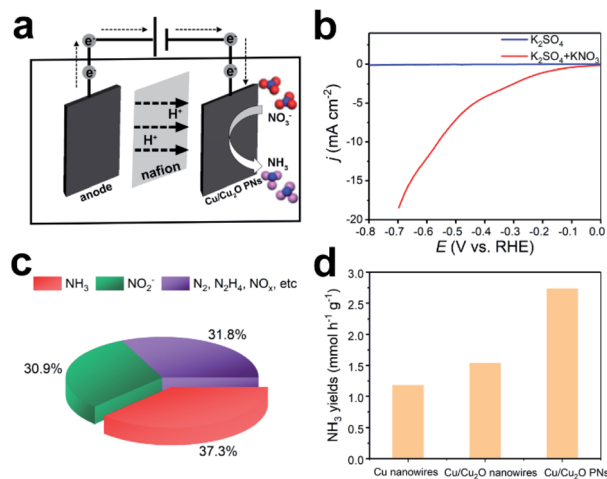 a
e⁻
e⁻
e⁻
e⁻
H⁺
H⁺
anode
nafion
Cu/Cu₂O PNs
NO₃⁻
NH₃
b
K₂SO₄
K₂SO₄+KNO₃
j (mA cm⁻²)
0
-5
-10
-15
-20
-0.8 -0.7 -0.6 -0.5 -0.4 -0.3 -0.2 -0.1 0.0
E (V vs. RHE)
c
NH₃ NO₂⁻ N₂, N₂H₄, NOₓ, etc
31.8%
30.9%
37.3%
d
NH₃ yields (mmol h⁻¹ g⁻¹)
3.0
2.5
2.0
1.5
1.0
0.5
0.0
Cu nanowires Cu/Cu₂O nanowires Cu/Cu₂O PNs